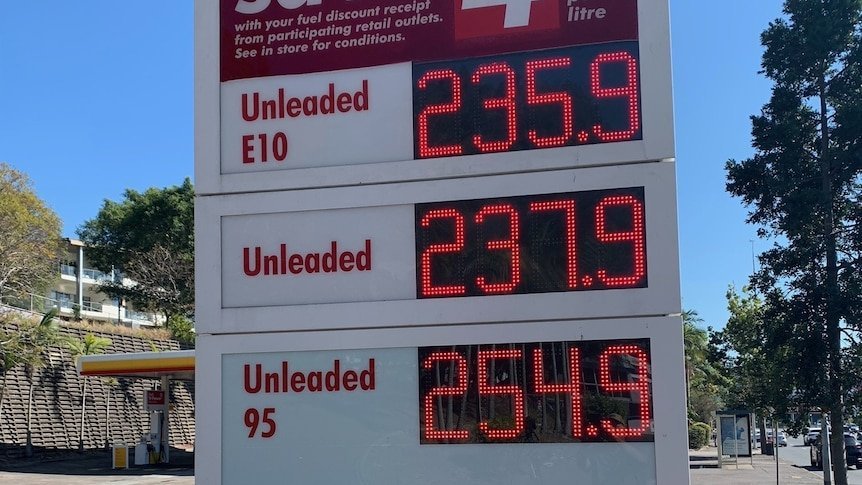 with your fuel discount receipt
from participating retail outlets.
See in store for conditions.
4
litre
Unleaded
E10
235.9
Unleaded
237.9
Unleaded
95
254.9